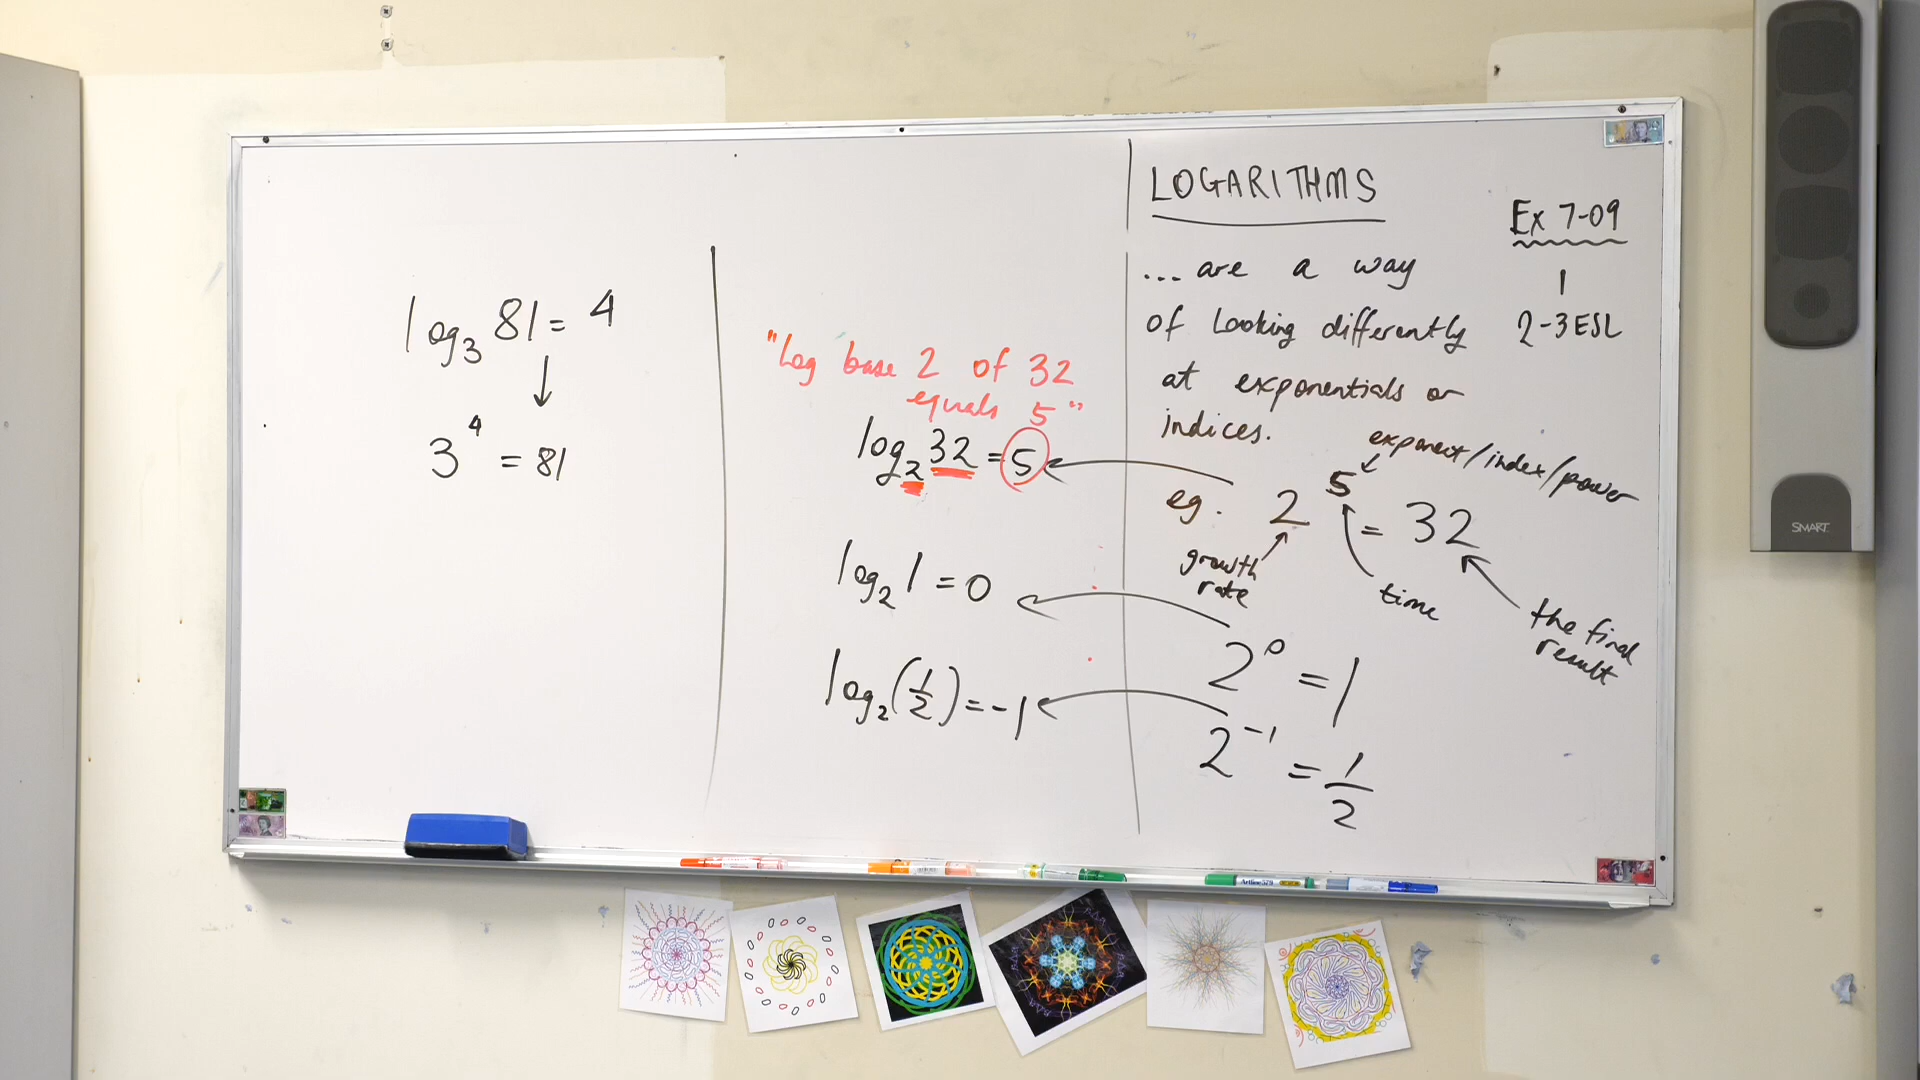 log₃ 81 = 4
3⁴ = 81
"Log base 2 of 32
equals 5"
log₂ 32 = 5
log₂ 1 = 0
log₂ (1/2) = -1
LOGARITHMS
... are a way
of looking differently
at exponentials or
indices.
Ex 7-09
1
2-3 ESL
exponent/index/power
eg. 2⁵ = 32
growth
rate
time
the final
result
2⁰ = 1
2⁻¹ = 1/2
SMART
Artline 579